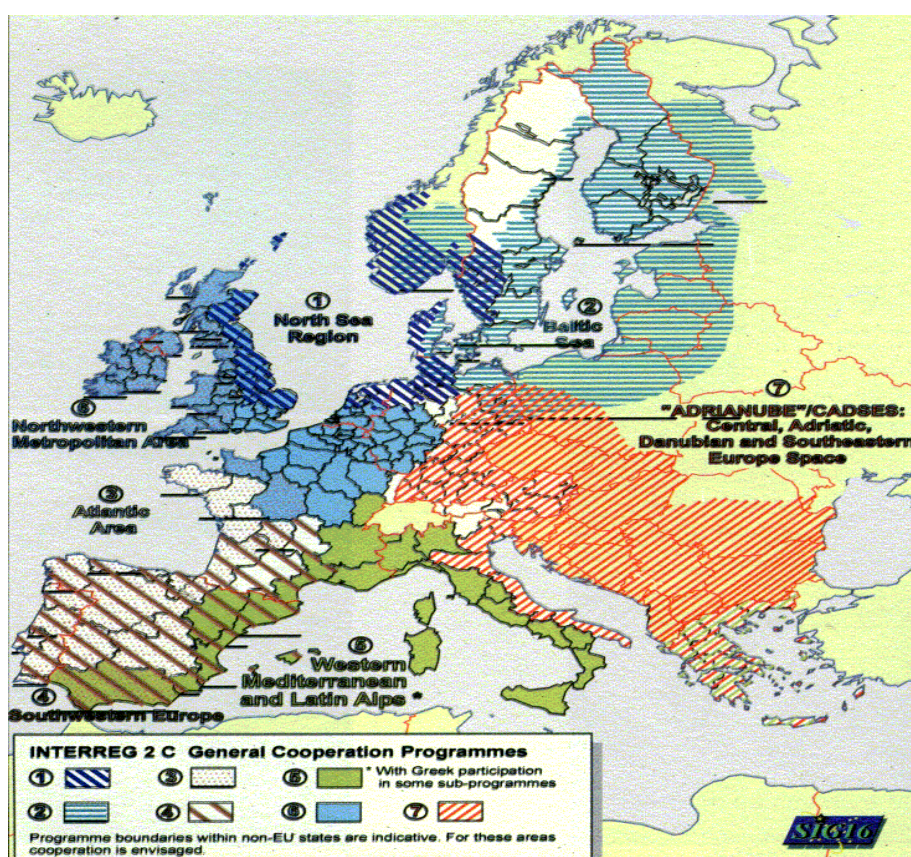 ①
North Sea
Region
②
Baltic
Sea
⑦
"ADRIANUBE"/CADSES:
Central, Adriatic,
Danubian and Southeastern
Europe Space
⑥
Northwestern
Metropolitan Area
③
Atlantic
Area
⑤
Western
Mediterranean
and Latin Alps *
④
Southwestern Europe
INTERREG 2 C General Cooperation Programmes
① ③ ⑤ * With Greek participation
in some sub-programmes
② ④ ⑥ ⑦
Programme boundaries within non-EU states are indicative. For these areas
cooperation is envisaged.